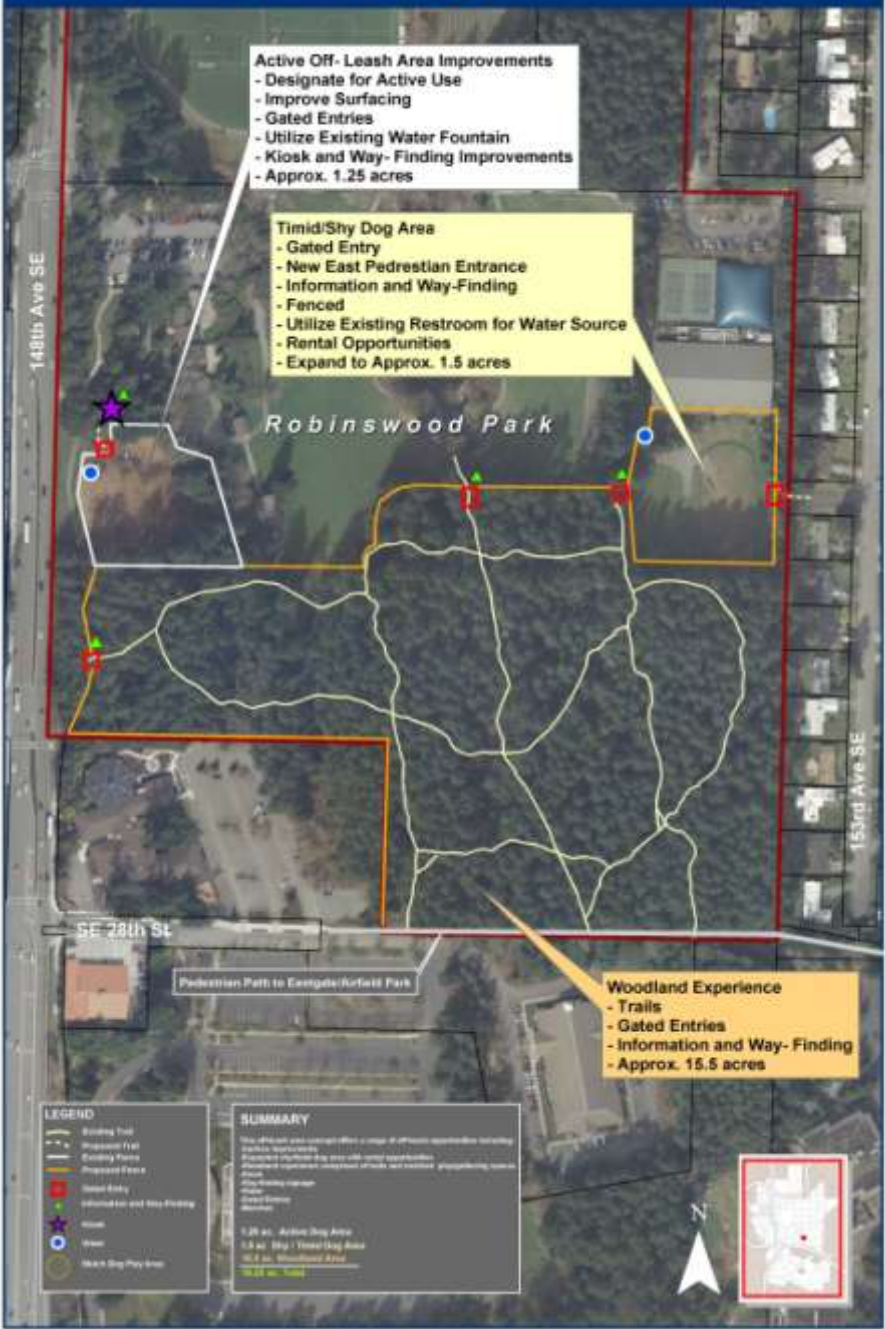 Active Off- Leash Area Improvements
- Designate for Active Use
- Improve Surfacing
- Gated Entries
- Utilize Existing Water Fountain
- Kiosk and Way- Finding Improvements
- Approx. 1.25 acres
Timid/Shy Dog Area
- Gated Entry
- New East Pedrestian Entrance
- Information and Way-Finding
- Fenced
- Utilize Existing Restroom for Water Source
- Rental Opportunities
- Expand to Approx. 1.5 acres
148th Ave SE
Robinswood Park
153rd Ave SE
SE 28th St
Pedestrian Path to Eastgate/Airfield Park
Woodland Experience
- Trails
- Gated Entries
- Information and Way- Finding
- Approx. 15.5 acres
LEGEND
Existing Trail
Proposed Trail
Existing Fence
Proposed Fence
Gated Entry
Information and Way-Finding
Kiosk
Water
Dog Play Area
SUMMARY
1.25 ac. Active Dog Area
1.5 ac. Shy / Timid Dog Area
Woodland Area
Total
N